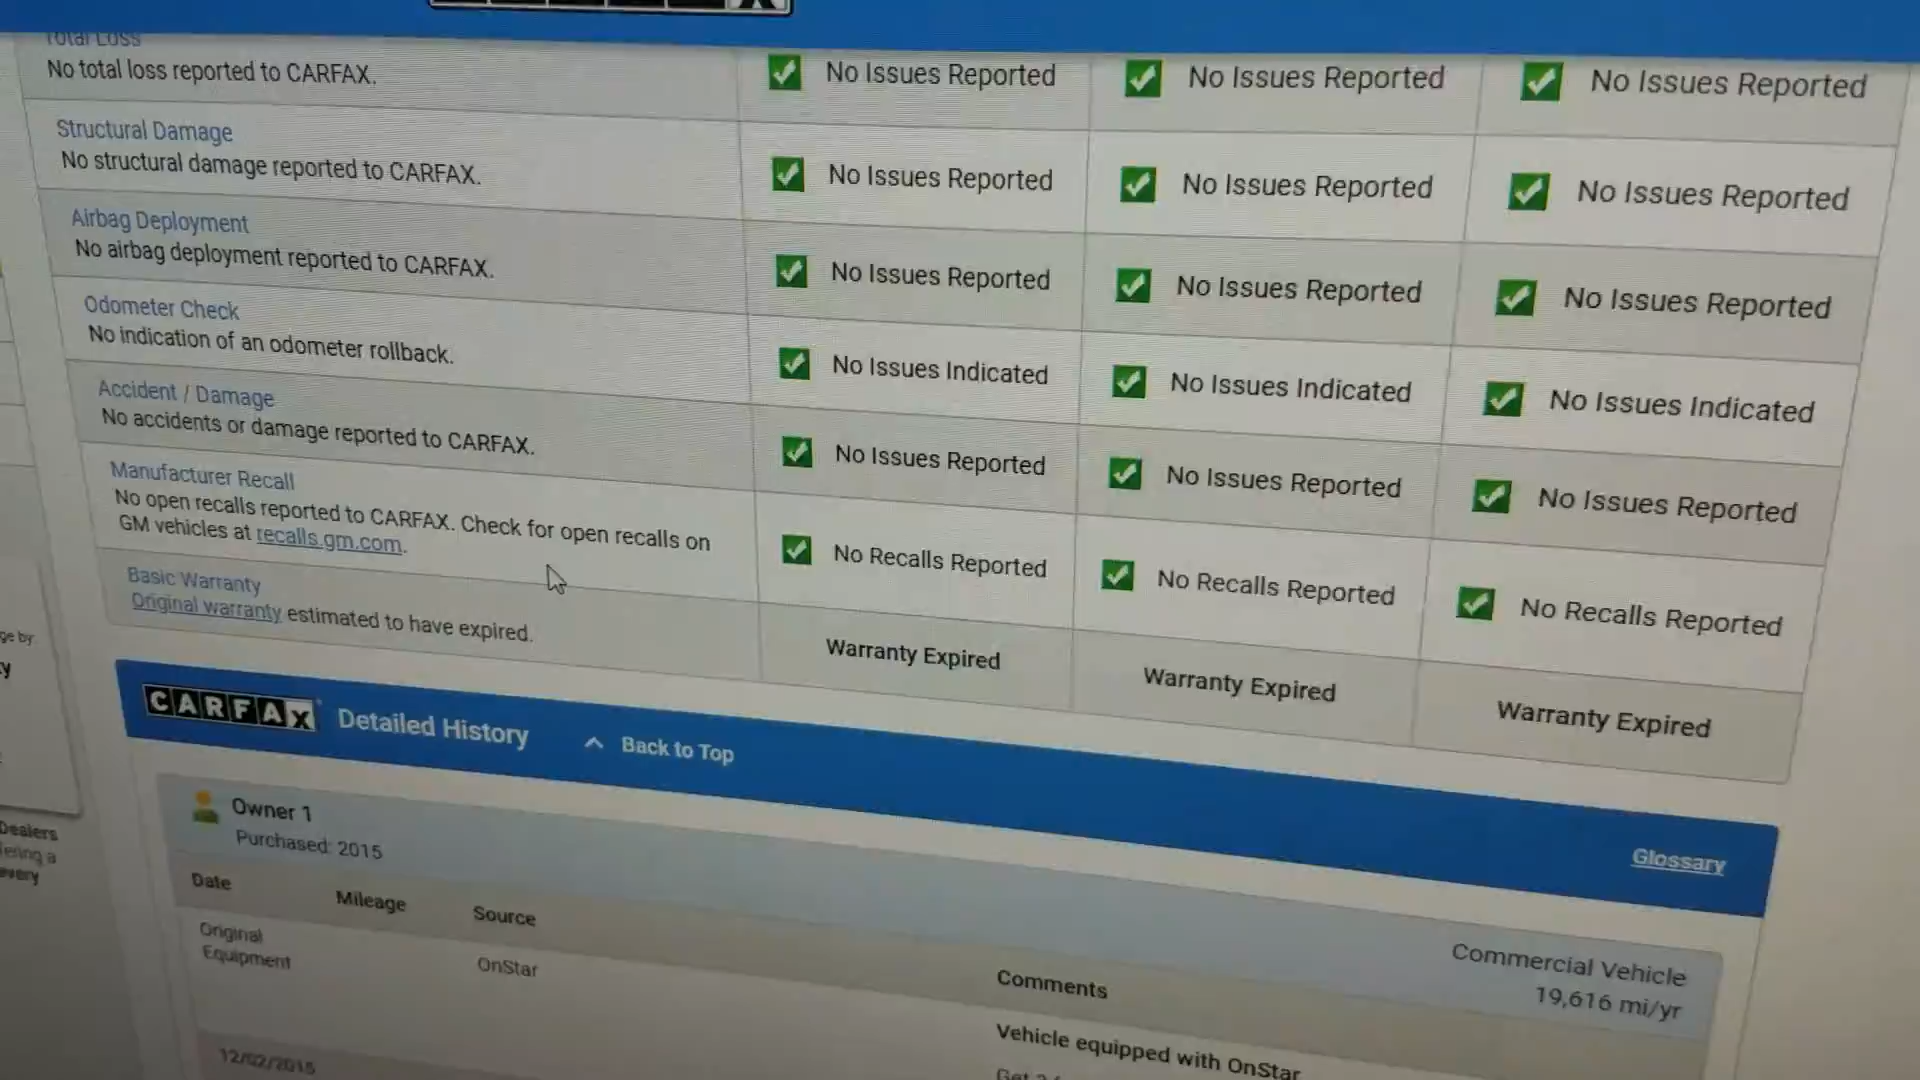 Total Loss
No total loss reported to CARFAX.
No Issues Reported
No Issues Reported
No Issues Reported
Structural Damage
No structural damage reported to CARFAX.
No Issues Reported
No Issues Reported
No Issues Reported
Airbag Deployment
No airbag deployment reported to CARFAX.
No Issues Reported
No Issues Reported
No Issues Reported
Odometer Check
No indication of an odometer rollback.
No Issues Indicated
No Issues Indicated
No Issues Indicated
Accident / Damage
No accidents or damage reported to CARFAX.
No Issues Reported
No Issues Reported
No Issues Reported
Manufacturer Recall
No open recalls reported to CARFAX. Check for open recalls on
GM vehicles at recalls.gm.com.
No Recalls Reported
No Recalls Reported
No Recalls Reported
Basic Warranty
Original warranty estimated to have expired.
Warranty Expired
Warranty Expired
Warranty Expired
CARFAX Detailed History Back to Top
Glossary
Owner 1
Purchased: 2015
Commercial Vehicle
19,616 mi/yr
Date Mileage Source Comments
Original
Equipment
OnStar
Vehicle equipped with OnStar
12/02/2015
Get
Dealers
every